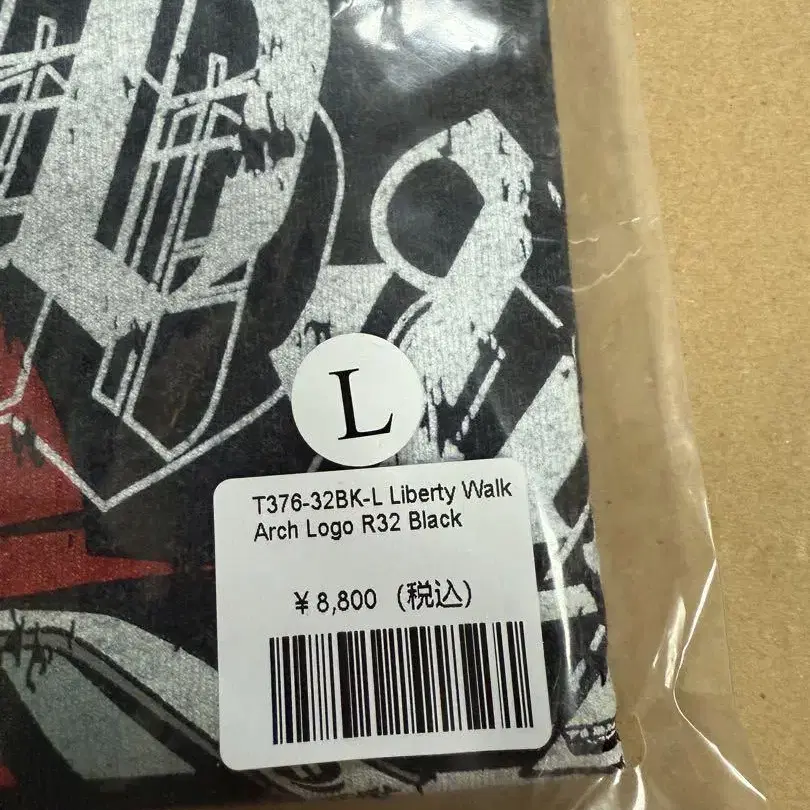 L
T376-32BK-L Liberty Walk
Arch Logo R32 Black
¥8,800 (税込)